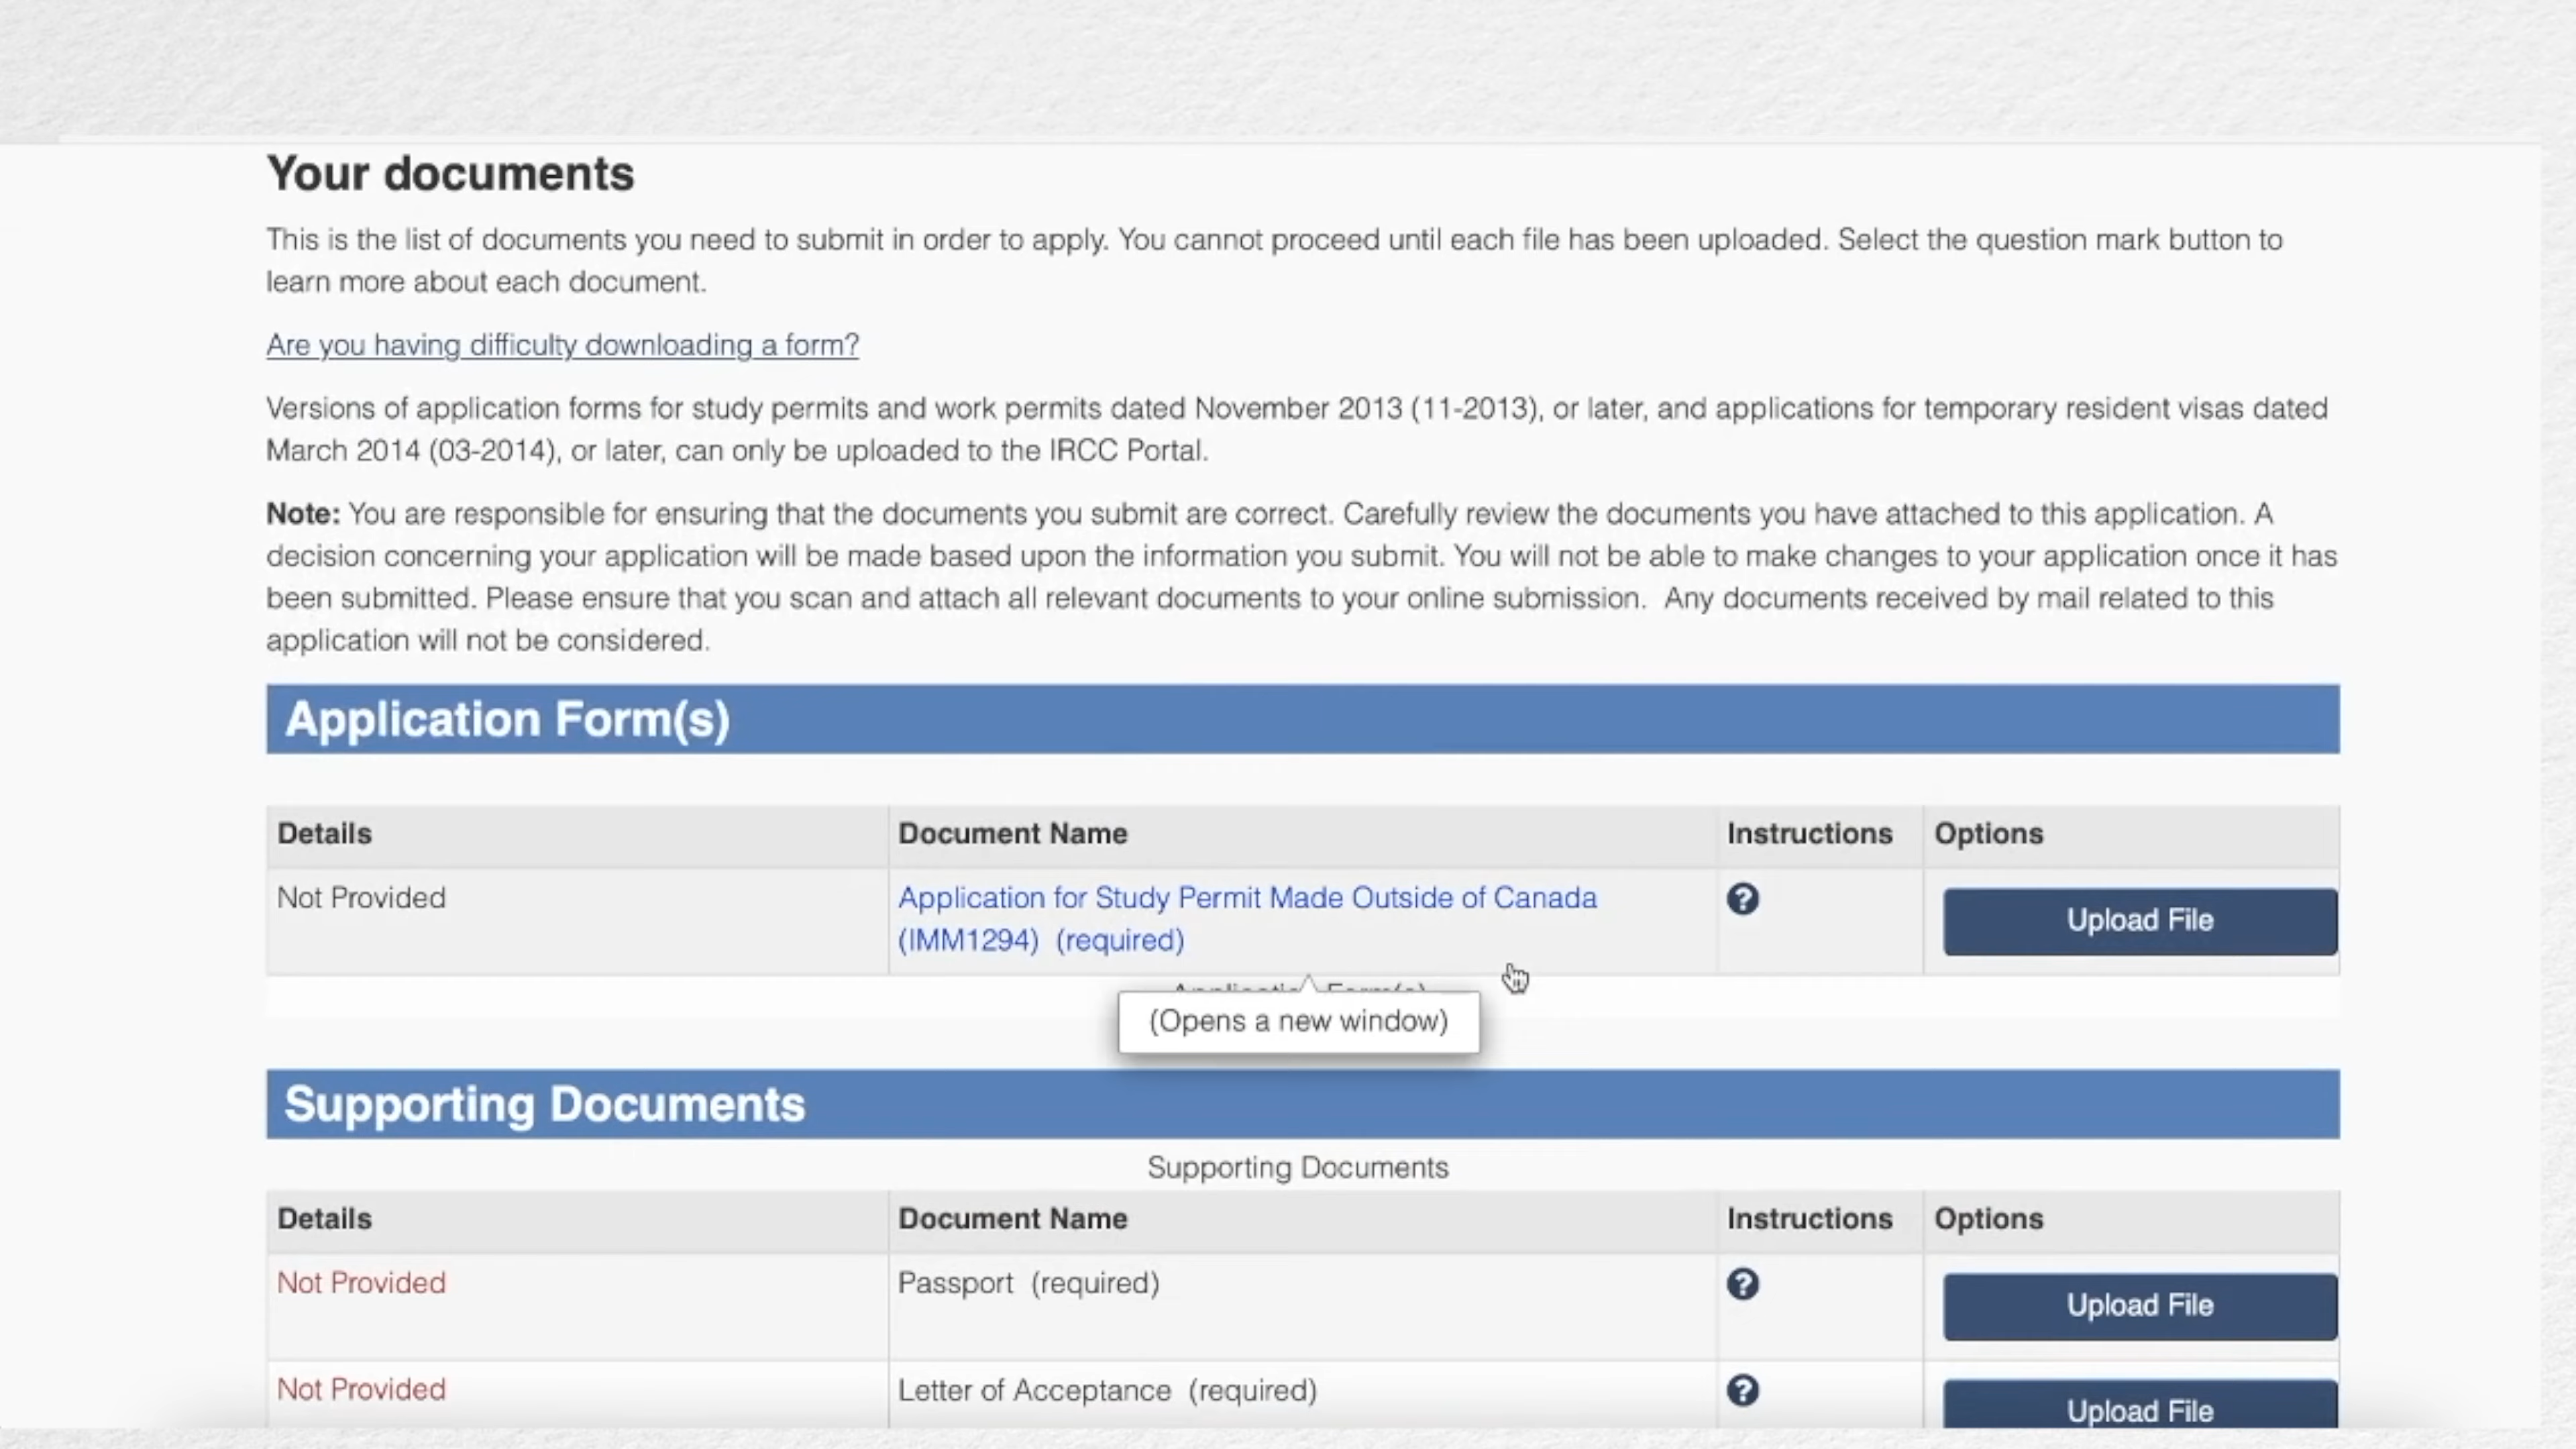 Your documents
This is the list of documents you need to submit in order to apply. You cannot proceed until each file has been uploaded. Select the question mark button to
learn more about each document.
Are you having difficulty downloading a form?
Versions of application forms for study permits and work permits dated November 2013 (11-2013), or later, and applications for temporary resident visas dated
March 2014 (03-2014), or later, can only be uploaded to the IRCC Portal.
Note: You are responsible for ensuring that the documents you submit are correct. Carefully review the documents you have attached to this application. A
decision concerning your application will be made based upon the information you submit. You will not be able to make changes to your application once it has
been submitted. Please ensure that you scan and attach all relevant documents to your online submission.  Any documents received by mail related to this
application will not be considered.
Application Form(s)
Details Document Name Instructions Options
Not Provided Application for Study Permit Made Outside of Canada ? Upload File
(IMM1294) (required)
Application Form(s)
(Opens a new window)
Supporting Documents
Supporting Documents
Details Document Name Instructions Options
Not Provided Passport (required) ? Upload File
Not Provided Letter of Acceptance (required) ? Upload File